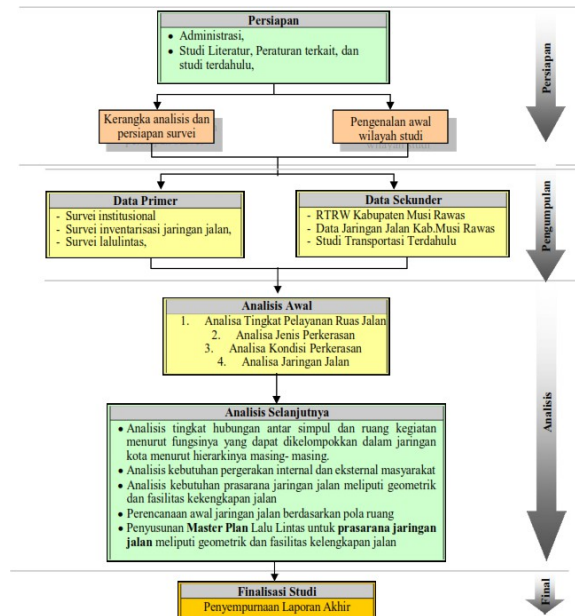 Persiapan
• Administrasi,
• Studi Literatur, Peraturan terkait, dan
studi terdahulu,
Persiapan
Kerangka analisis dan
persiapan survei
Pengenalan awal
wilayah studi
Data Primer
- Survei institusional
- Survei inventarisasi jaringan jalan,
- Survei lalulintas,
Data Sekunder
- RTRW Kabupaten Musi Rawas
- Data Jaringan Jalan Kab.Musi Rawas
- Studi Transportasi Terdahulu
Pengumpulan
Analisis Awal
1. Analisa Tingkat Pelayanan Ruas Jalan
2. Analisa Jenis Perkerasan
3. Analisa Kondisi Perkerasan
4. Analisa Jaringan Jalan
Analisis Selanjutnya
• Analisis tingkat hubungan antar simpul dan ruang kegiatan
menurut fungsinya yang dapat dikelompokkan dalam jaringan
kota menurut hierarkinya masing- masing.
• Analisis kebutuhan pergerakan internal dan eksternal masyarakat
• Analisis kebutuhan prasarana jaringan jalan meliputi geometrik
dan fasilitas kekengkapan jalan
• Perencanaan awal jaringan jalan berdasarkan pola ruang
• Penyusunan Master Plan Lalu Lintas untuk prasarana jaringan
jalan meliputi geometrik dan fasilitas kelengkapan jalan
Analisis
Finalisasi Studi
Penyempurnaan Laporan Akhir
Final